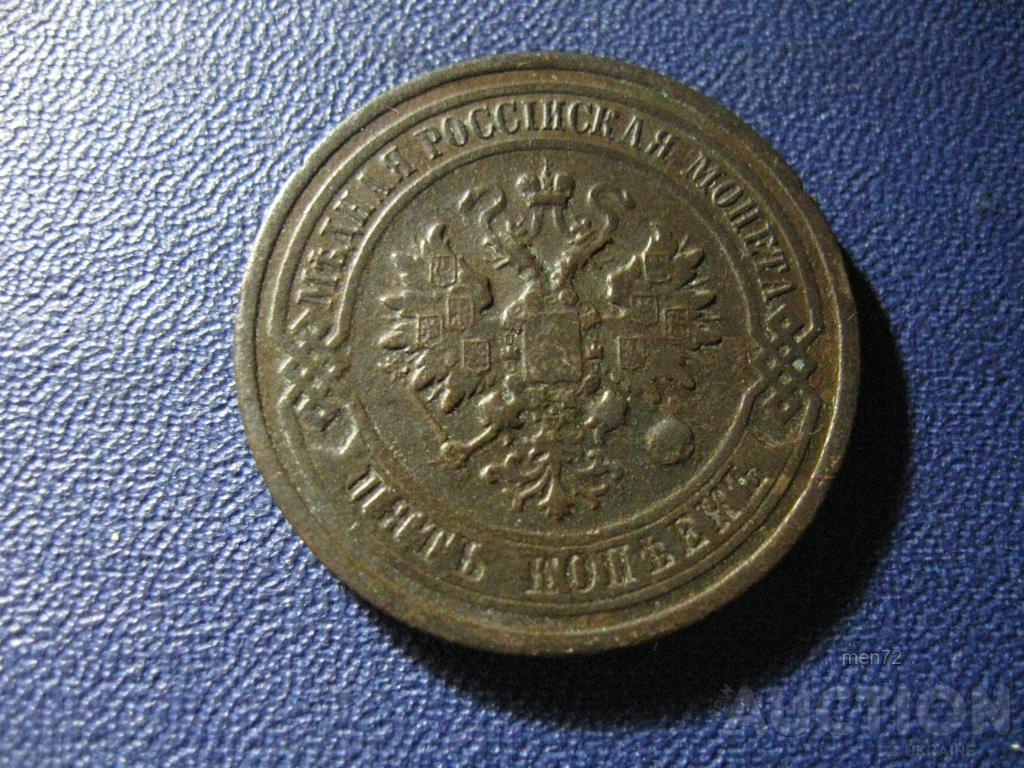 МѢДНАЯ РОССІЙСКАЯ МОНЕТА
ПЯТЬ КОПѢЕКЪ
men72
AUCTION
UKRAINE